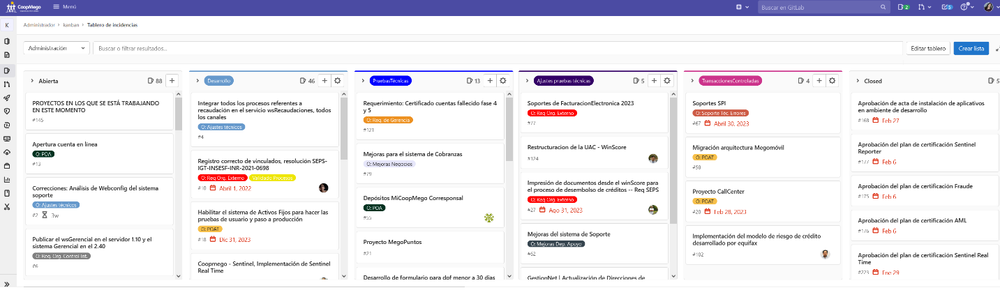 CoopMego
Menú
Buscar en GitLab
2
5
K
Administrador > kanban > Tablero de incidencias
Administración
Buscar o filtrar resultados...
Editar tablero
Crear lista
Abierta
88
PROYECTOS EN LOS QUE SE ESTÁ TRABAJANDO
EN ESTE MOMENTO
#145
Apertura cuenta en línea
O: POA
#13
Correcciones: Análisis de Webconfig del sistema
soporte
O: Ajustes técnicos
#2
3w
Publicar el wsGerencial en el servidor 1.10 y el
sistema Gerencial en el 2.40
O: Req. Org. Control Int.
#6
Desarrollo
46
Integrar todos los procesos referentes a
recaudación en el servicio wsRecaudaciones, todos
los canales
O: Ajustes técnicos
#4
Registro correcto de vinculados, resolución SEPS-
IGT-INSESF-INR-2021-0698
O: Req Org. Externo
Validado Procesos
#10
Abril 1, 2022
Habilitar el sistema de Activos Fijos para hacer las
pruebas de usuario y paso a producción
O: POAT
#18
Dic 31, 2023
Coopmego - Sentinel, Implementación de Sentinel
Real Time
PruebasTécnicas
13
Requerimiento: Certificado cuentas fallecido fase 4
y 5
O: Req. de Gerencia
#121
Mejoras para el sistema de Cobranzas
O: Mejoras Negocios
#79
Depósitos MiCoopMego Corresponsal
O: POA
#55
Proyecto MegoPuntos
#21
Desarrollo de formulario para dpf menor a 30 días
Ajustes pruebas técnicas
5
Soportes de FacturacionElectronica 2023
O: Req Org. Externo
#77
Restructuracion de la UAC - WinScore
#124
Impresión de documentos desde el winScore para
el proceso de desembolso de créditos -- Req SEPS
O: Req Org. Externo
#27
Ago 31, 2023
Mejoras del sistema de Soporte
O: Mejoras Dep. Apoyo
#62
GestionNet | Actualización de Direcciones de
TransaccionesControladas
4
Soportes SPI
O: Soporte Téc. Errores
#67
Abril 30, 2023
Migración arquitectura Megomóvil
O: POAT
#50
Proyecto CallCenter
O: POAT
#20
Feb 28, 2023
Implementación del modelo de riesgo de crédito
desarrollado por equifax
#102
Closed
5
Aprobación de acta de instalación de aplicativos
en ambiente de desarrollo
#168
Feb 27
Aprobación del plan de certificación Sentinel
Reporter
#177
Feb 6
Aprobación del plan de certificación Fraude
#175
Feb 6
Aprobación del plan de certificación AML
#176
Feb 6
Aprobación del plan de certificación Sentinel Real
Time
#223
Ene 29